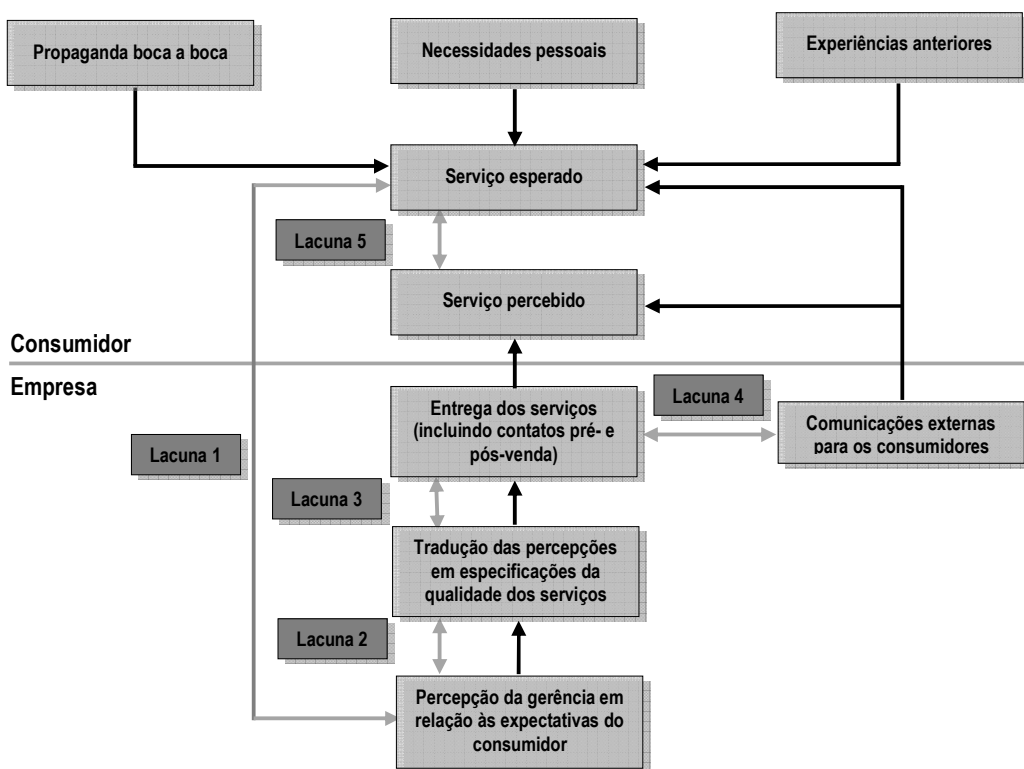 Propaganda boca a boca
Necessidades pessoais
Experiências anteriores
Serviço esperado
Lacuna 5
Serviço percebido
Consumidor
Empresa
Lacuna 4
Entrega dos serviços
(incluindo contatos pré- e
pós-venda)
Comunicações externas
para os consumidores
Lacuna 1
Lacuna 3
Tradução das percepções
em especificações da
qualidade dos serviços
Lacuna 2
Percepção da gerência em
relação às expectativas do
consumidor